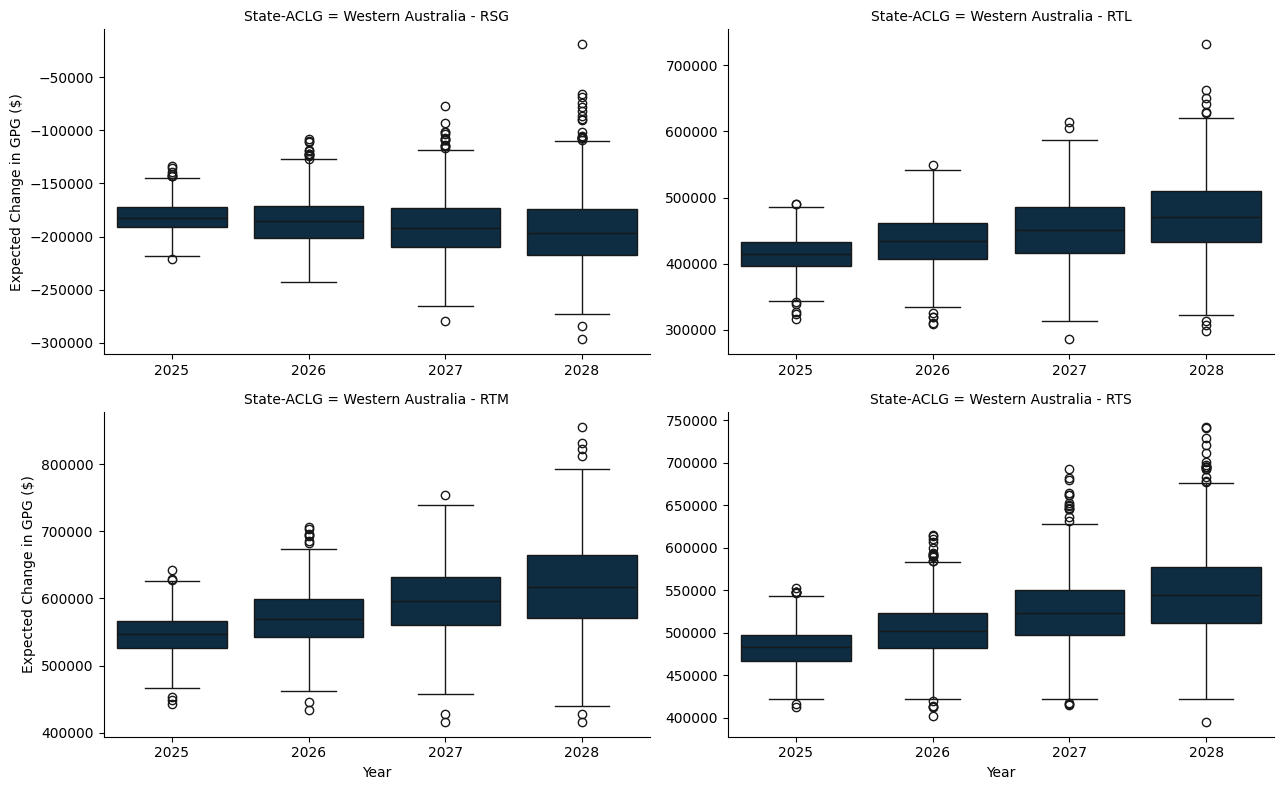 State-ACLG = Western Australia - RSG
Expected Change in GPG ($)
−50000
−100000
−150000
−200000
−250000
−300000
2025 2026 2027 2028
State-ACLG = Western Australia - RTL
700000
600000
500000
400000
300000
2025 2026 2027 2028
State-ACLG = Western Australia - RTM
Expected Change in GPG ($)
800000
700000
600000
500000
400000
2025 2026 2027 2028
Year
State-ACLG = Western Australia - RTS
750000
700000
650000
600000
550000
500000
450000
400000
2025 2026 2027 2028
Year